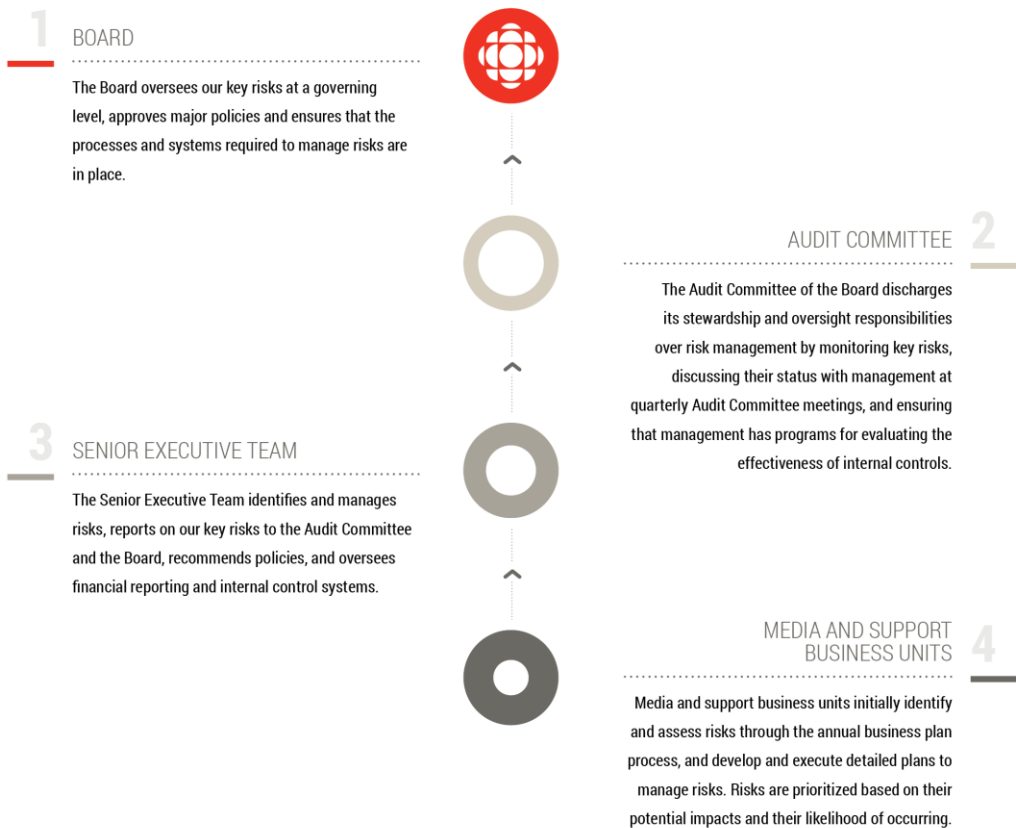 1
BOARD
The Board oversees our key risks at a governing
level, approves major policies and ensures that the
processes and systems required to manage risks are
in place.
2
AUDIT COMMITTEE
The Audit Committee of the Board discharges
its stewardship and oversight responsibilities
over risk management by monitoring key risks,
discussing their status with management at
quarterly Audit Committee meetings, and ensuring
that management has programs for evaluating the
effectiveness of internal controls.
3
SENIOR EXECUTIVE TEAM
The Senior Executive Team identifies and manages
risks, reports on our key risks to the Audit Committee
and the Board, recommends policies, and oversees
financial reporting and internal control systems.
4
MEDIA AND SUPPORT
BUSINESS UNITS
Media and support business units initially identify
and assess risks through the annual business plan
process, and develop and execute detailed plans to
manage risks. Risks are prioritized based on their
potential impacts and their likelihood of occurring.